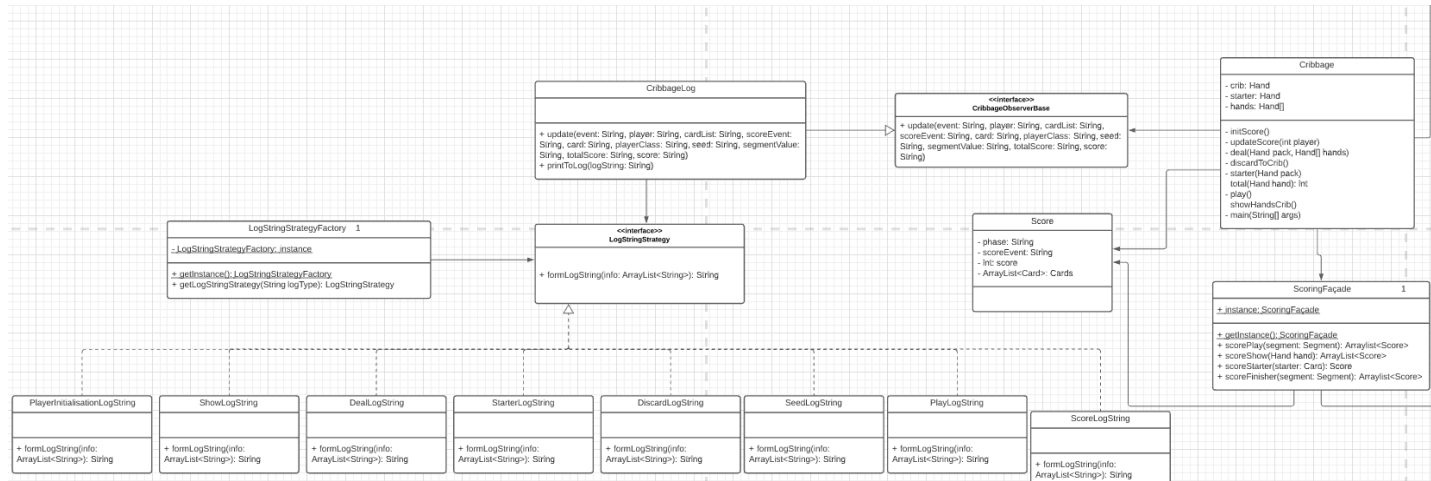 CribbageLog
+ update(event: String, player: String, cardList: String, scoreEvent:
String, card: String, playerClass: String, seed: String, segmentValue:
String, totalScore: String, score: String)
+ printToLog(logString: String)
<<interface>>
CribbageObserverBase
+ update(event: String, player: String, cardList: String,
scoreEvent: String, card: String, playerClass: String, seed:
String, segmentValue: String, totalScore: String, score:
String)
Cribbage
- crib: Hand
- starter: Hand
- hands: Hand[]
- initScore()
- updateScore(int player)
- deal(Hand pack, Hand[] hands)
- discardToCrib()
- starter(Hand pack)
total(Hand hand): int
- play()
showHandsCrib()
- main(String[] args)
LogStringStrategyFactory 1
- LogStringStrategyFactory: instance
+ getInstance(): LogStringStrategyFactory
+ getLogStringStrategy(String logType): LogStringStrategy
<<interface>>
LogStringStrategy
+ formLogString(info: ArrayList<String>): String
Score
- phase: String
- scoreEvent: String
- Int: score
- ArrayList<Card>: Cards
ScoringFaçade 1
+ instance: ScoringFaçade
+ getInstance(): ScoringFaçade
+ scorePlay(segment: Segment): Arraylist<Score>
+ scoreShow(Hand hand): ArrayList<Score>
+ scoreStarter(starter: Card): Score
+ scoreFinisher(segment: Segment): Arraylist<Score>
PlayerInitialisationLogString
+ formLogString(info:
ArrayList<String>): String
ShowLogString
+ formLogString(info:
ArrayList<String>): String
DealLogString
+ formLogString(info:
ArrayList<String>): String
StarterLogString
+ formLogString(info:
ArrayList<String>): String
DiscardLogString
+ formLogString(info:
ArrayList<String>): String
SeedLogString
+ formLogString(info:
ArrayList<String>): String
PlayLogString
+ formLogString(info:
ArrayList<String>): String
ScoreLogString
+ formLogString(info:
ArrayList<String>): String